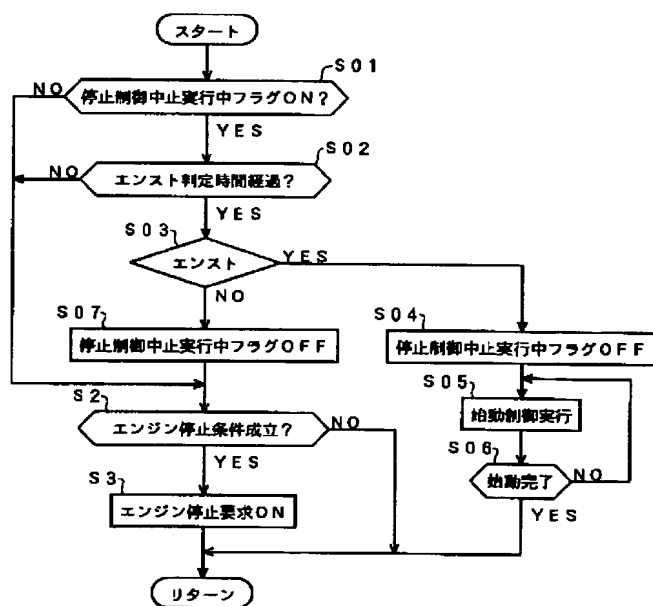 スタート
S01
停止制御中止実行中フラグON?
NO
YES
S02
エンスト判定時間経過?
NO
YES
S03
エンスト
YES
NO
S07
停止制御中止実行中フラグOFF
S04
停止制御中止実行中フラグOFF
S05
始動制御実行
S06
始動完了
NO
YES
S2
エンジン停止条件成立?
NO
YES
S3
エンジン停止要求ON
リターン